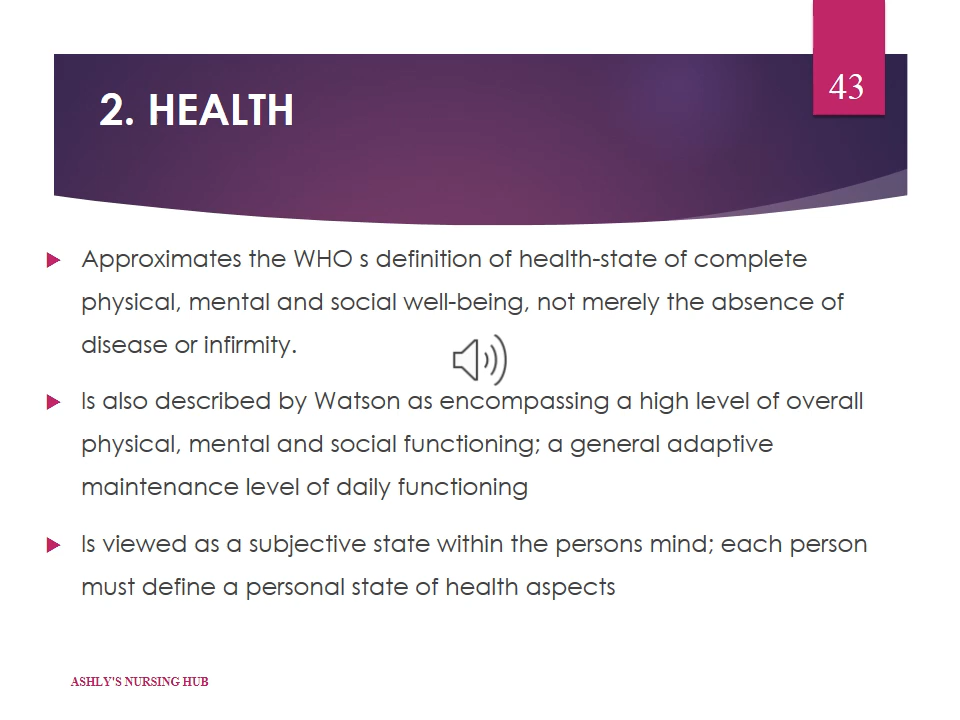 43
2. HEALTH
Approximates the WHO s definition of health-state of complete
physical, mental and social well-being, not merely the absence of
disease or infirmity.
Is also described by Watson as encompassing a high level of overall
physical, mental and social functioning; a general adaptive
maintenance level of daily functioning
Is viewed as a subjective state within the persons mind; each person
must define a personal state of health aspects
ASHLY'S NURSING HUB